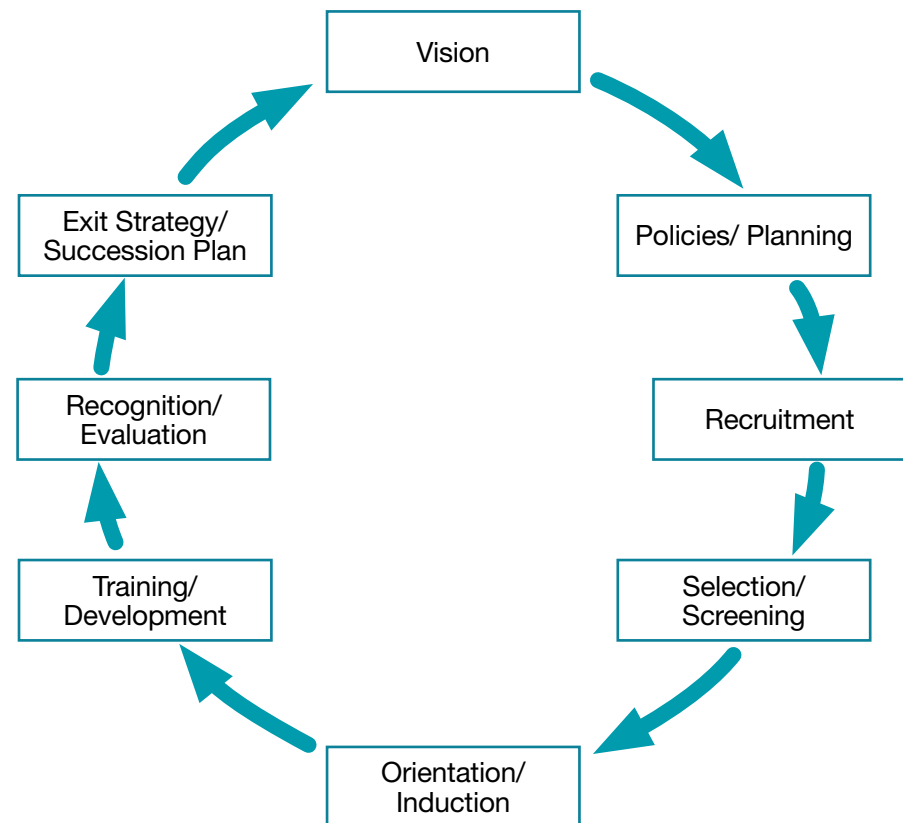 Vision
Policies/ Planning
Recruitment
Selection/
Screening
Orientation/
Induction
Training/
Development
Recognition/
Evaluation
Exit Strategy/
Succession Plan